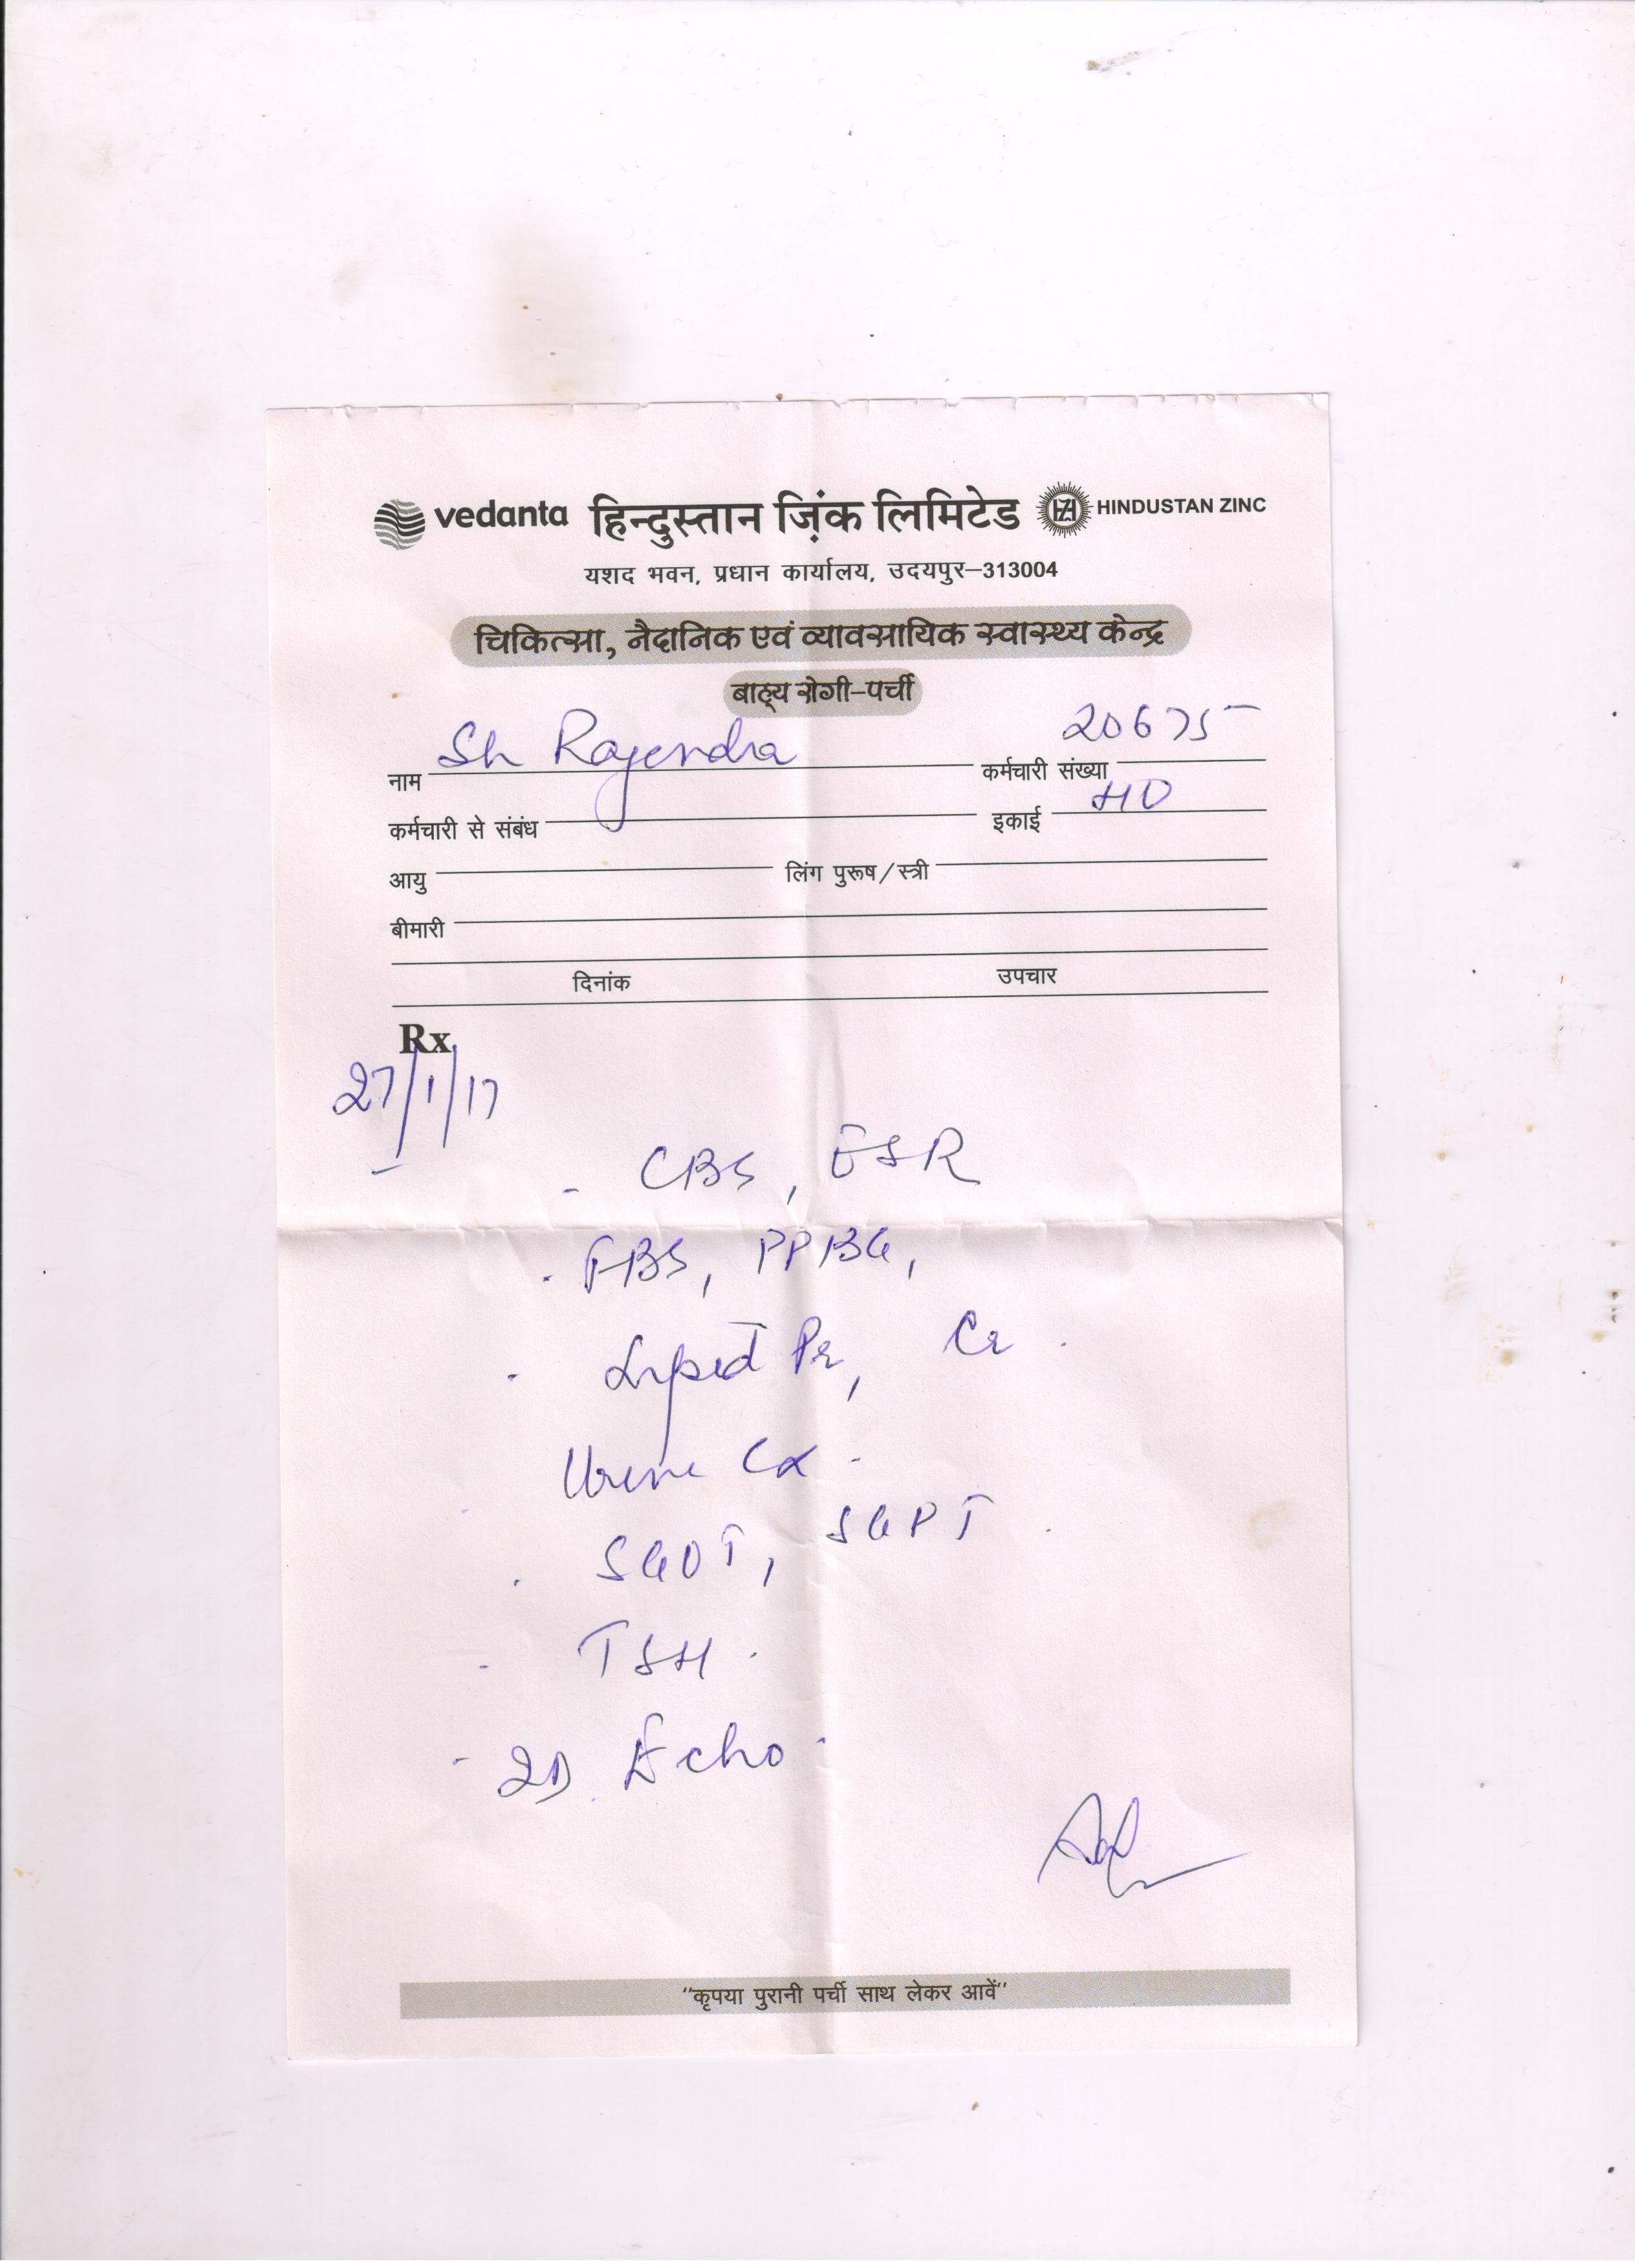 vedanta हिन्दुस्तान ज़िंक लिमिटेड HZL HINDUSTAN ZINC
यशद भवन, प्रधान कार्यालय, उदयपुर–313004
चिकित्सा, नैदानिक एवं व्यावसायिक स्वास्थ्य केन्द्र
बाह्य रोगी-पर्ची
नाम Sh Rajendra कर्मचारी संख्या 20675
कर्मचारी से संबंध इकाई HO
आयु लिंग पुरूष/स्त्री
बीमारी
दिनांक उपचार
Rx
27/1/17
- CBS, ESR
. FBS, PPBG,
. Lipid Pr, Cr.
Urine
. SGOT, SGPT.
- TSH.
- 2D Echo.
"कृपया पुरानी पर्ची साथ लेकर आवें"